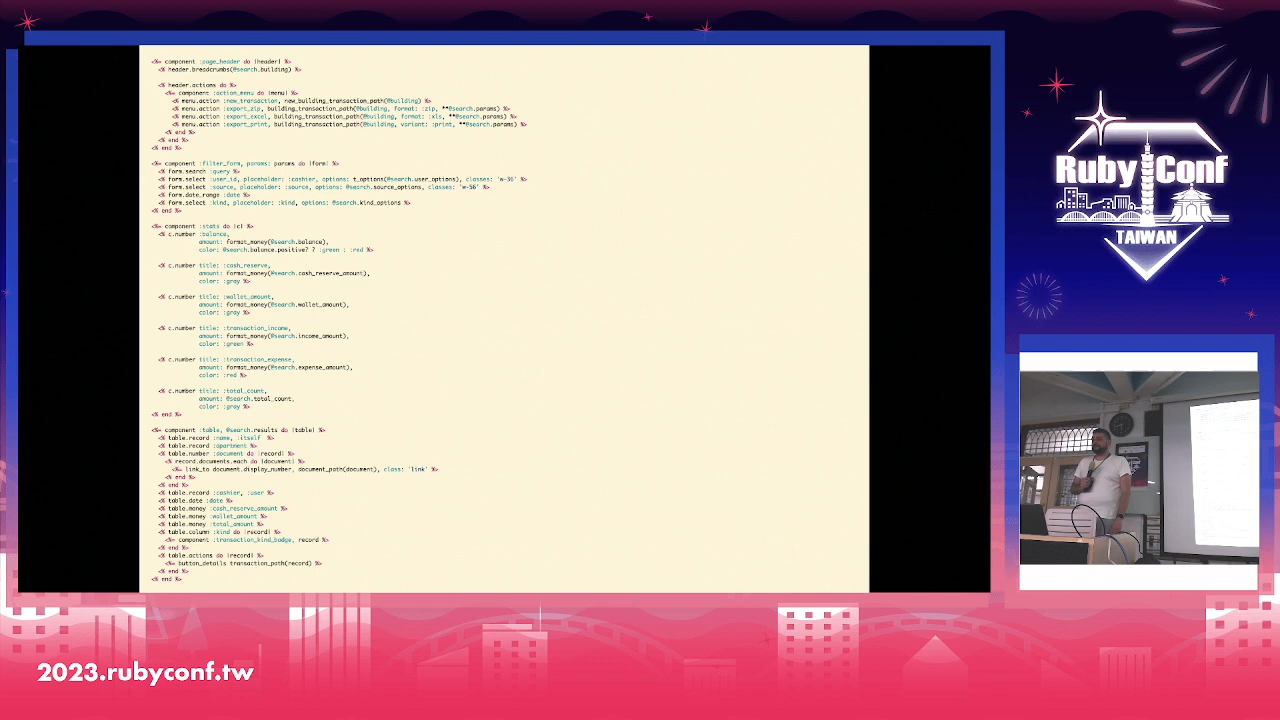 <%= component :page_header do |header| %>
<% header.breadcrumbs(@search.building) %>
<% header.actions do %>
<%= component :action_menu do |menu| %>
<% menu.action :new_transaction, new_building_transaction_path(@building) %>
<% menu.action :export_zip, building_transaction_path(@building, format: :zip, **@search.params) %>
<% menu.action :export_excel, building_transaction_path(@building, format: :xls, **@search.params) %>
<% menu.action :export_print, building_transaction_path(@building, variant: :print, **@search.params) %>
<% end %>
<% end %>
<% end %>
<%= component :filter_form, params: params do |form| %>
<% form.search :query %>
<% form.select :user_id, placeholder: :cashier, options: t_options(@search.user_options), classes: 'w-36' %>
<% form.select :source, placeholder: :source, options: @search.source_options, classes: 'w-56' %>
<% form.date_range :date %>
<% form.select :kind, placeholder: :kind, options: @search.kind_options %>
<% end %>
<%= component :stats do |c| %>
<% c.number :balance,
amount: format_money(@search.balance),
color: @search.balance.positive? ? :green : :red %>
<% c.number title: :cash_reserve,
amount: format_money(@search.cash_reserve_amount),
color: :gray %>
<% c.number title: :wallet_amount,
amount: format_money(@search.wallet_amount),
color: :gray %>
<% c.number title: :tranvaction_income,
amount: format_money(@search.income_amount),
color: :green %>
<% c.number title: :transaction_expense,
amount: format_money(@search.expense_amount),
color: :red %>
<% c.number title: :total_count,
amount: @search.total_count,
color: :gray %>
<% end %>
<%= component :table, @search.results do |table| %>
<% table.record :name, :itself %>
<% table.record :apartment %>
<% table.number :document do |record| %>
<% record.documents.each do |document| %>
<%= link_to document.display_number, document_path(document), class: 'link' %>
<% end %>
<% end %>
<% table.record :cashier, :user %>
<% table.date :date %>
<% table.money :cash_reserve_amount %>
<% table.money :wallet_amount %>
<% table.money :total_amount %>
<% table.column :kind do |record| %>
<%= component :transaction_kind_badge, record %>
<% end %>
<% table.actions do |record| %>
<%= button_details transaction_path(record) %>
<% end %>
<% end %>
RubyConf
TAIWAN
2023.rubyconf.tw